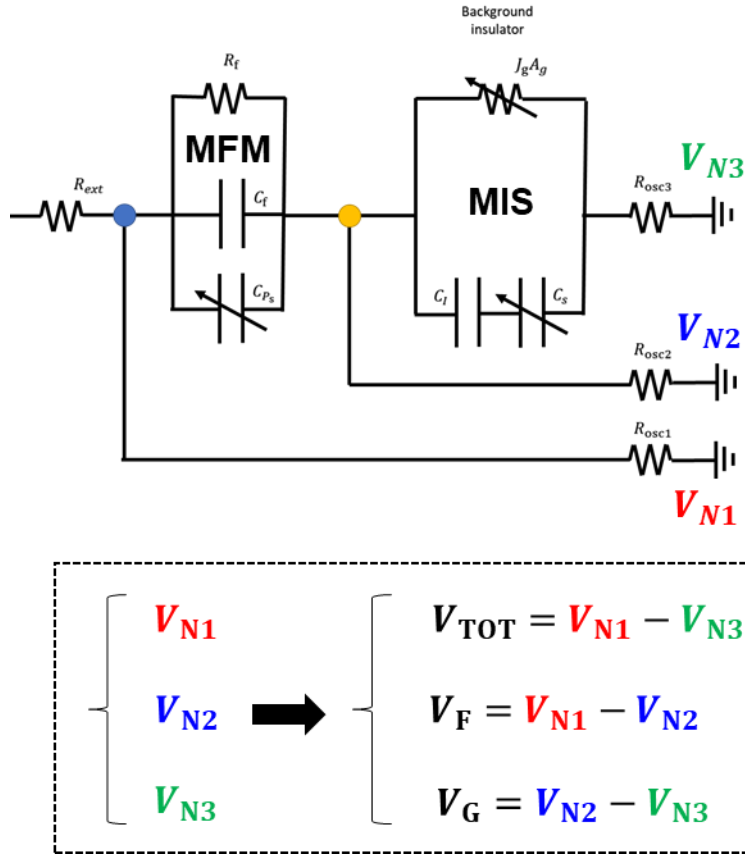 Background
insulator
R_f
J_gA_g
MFM
MIS
V_N3
R_ext
C_f
R_osc3
C_Ps
C_I
C_s
V_N2
R_osc2
R_osc1
V_N1
V_N1
V_TOT = V_N1 − V_N3
V_N2
V_F = V_N1 − V_N2
V_N3
V_G = V_N2 − V_N3